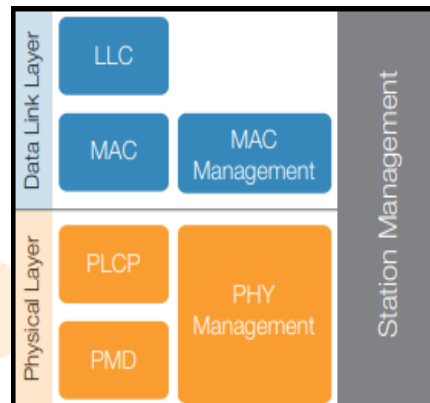 Data Link Layer
LLC
MAC
MAC
Management
Physical Layer
PLCP
PHY
Management
PMD
Station Management